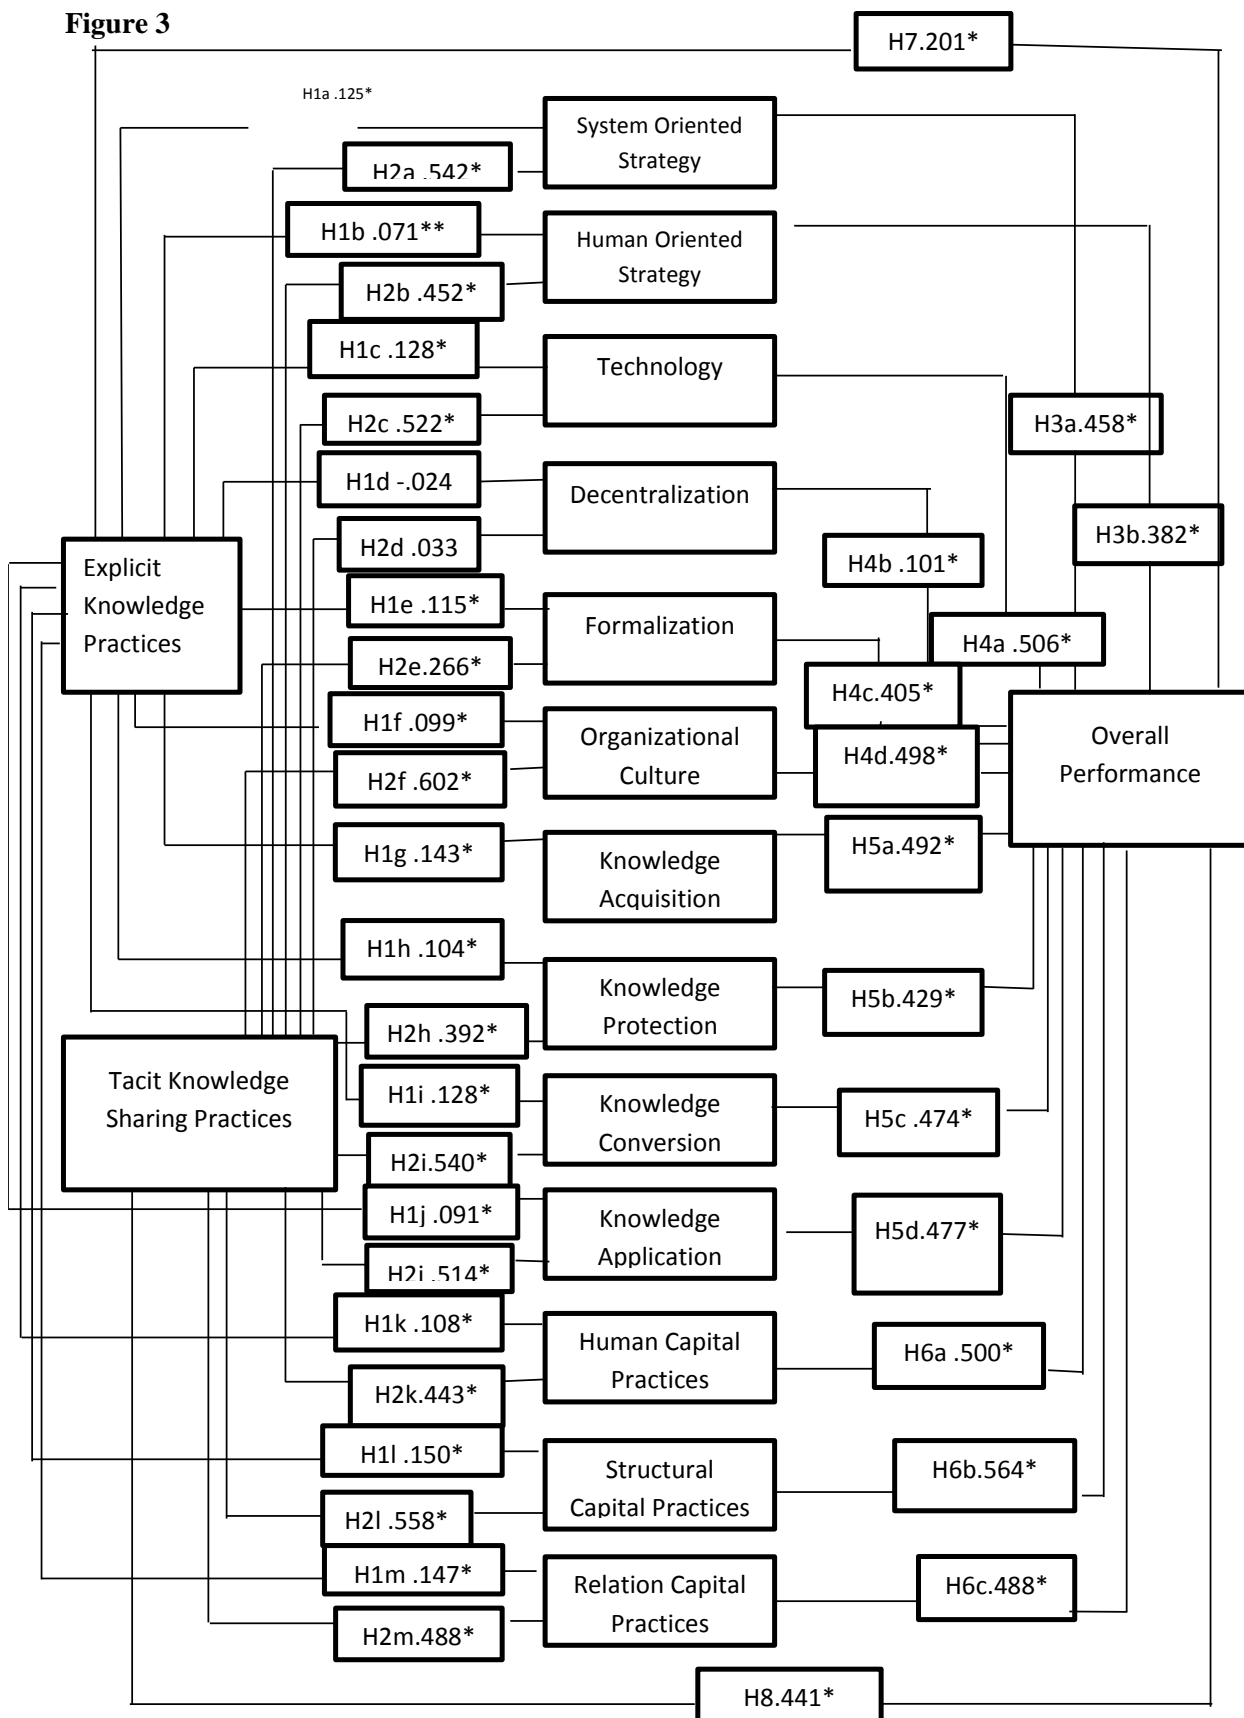 Figure 3
H7.201*
H1a .125*
System Oriented
Strategy
H2a .542*
H1b .071**
Human Oriented
Strategy
H2b .452*
H1c .128*
Technology
H2c .522*
H3a.458*
H1d -.024
Decentralization
H2d .033
H4b .101*
H3b.382*
Explicit
Knowledge
Practices
H1e .115*
Formalization
H4a .506*
H2e.266*
H4c.405*
H1f .099*
Organizational
Culture
H4d.498*
Overall
Performance
H2f .602*
H1g .143*
Knowledge
Acquisition
H5a.492*
H1h .104*
Knowledge
Protection
H5b.429*
H2h .392*
Tacit Knowledge
Sharing Practices
H1i .128*
Knowledge
Conversion
H5c .474*
H2i.540*
H1j .091*
Knowledge
Application
H5d.477*
H2j .514*
H1k .108*
Human Capital
Practices
H6a .500*
H2k.443*
H1l .150*
Structural
Capital Practices
H6b.564*
H2l .558*
H1m .147*
Relation Capital
Practices
H6c.488*
H2m.488*
H8.441*